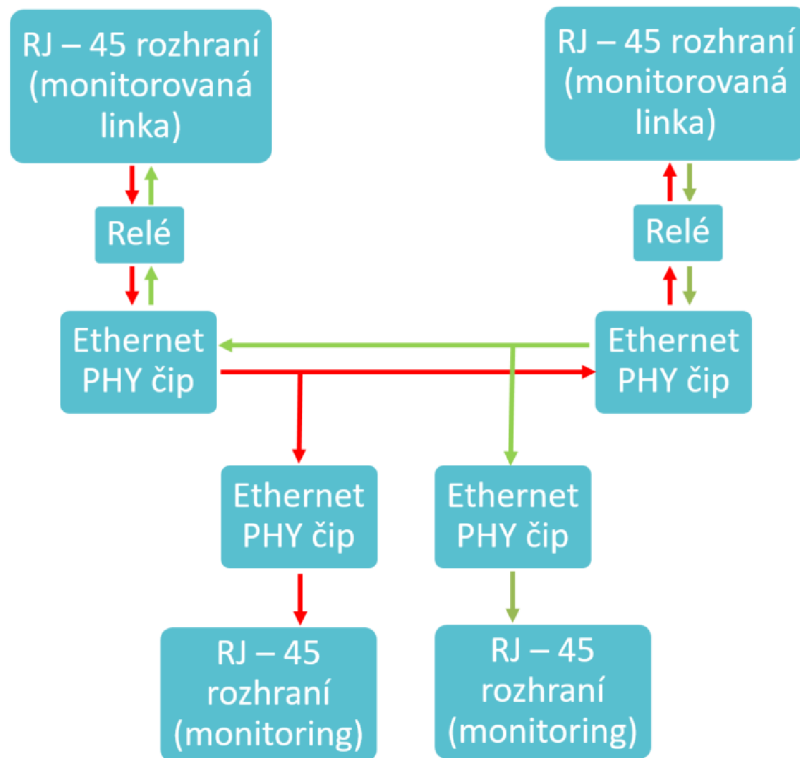 RJ – 45 rozhraní
(monitorovaná
linka)
RJ – 45 rozhraní
(monitorovaná
linka)
Relé
Relé
Ethernet
PHY čip
Ethernet
PHY čip
Ethernet
PHY čip
Ethernet
PHY čip
RJ – 45
rozhraní
(monitoring)
RJ – 45
rozhraní
(monitoring)